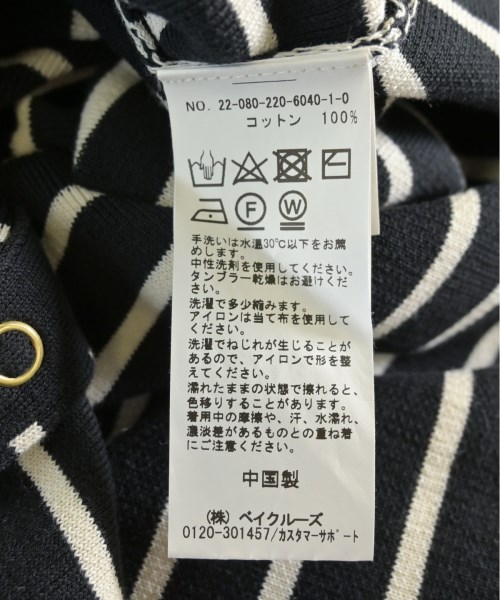 NO. 22-080-220-6040-1-0
コットン 100%
F W
手洗いは水温30℃以下をお薦
めします。
中性洗剤を使用してください。
タンブラー乾燥はお避けくださ
い。
洗濯で多少縮みます。
アイロンは当て布を使用して
ください。
洗濯でねじれが生じることが
あるので、アイロンで形を整
えてください。
濡れたままの状態で擦れると、
色移りすることがあります。
着用中の摩擦や、汗、水濡れ、
濃淡差があるものとの重ね着
にご注意ください。
中国製
(株) ベイクルーズ
0120-301457/カスタマーサポート